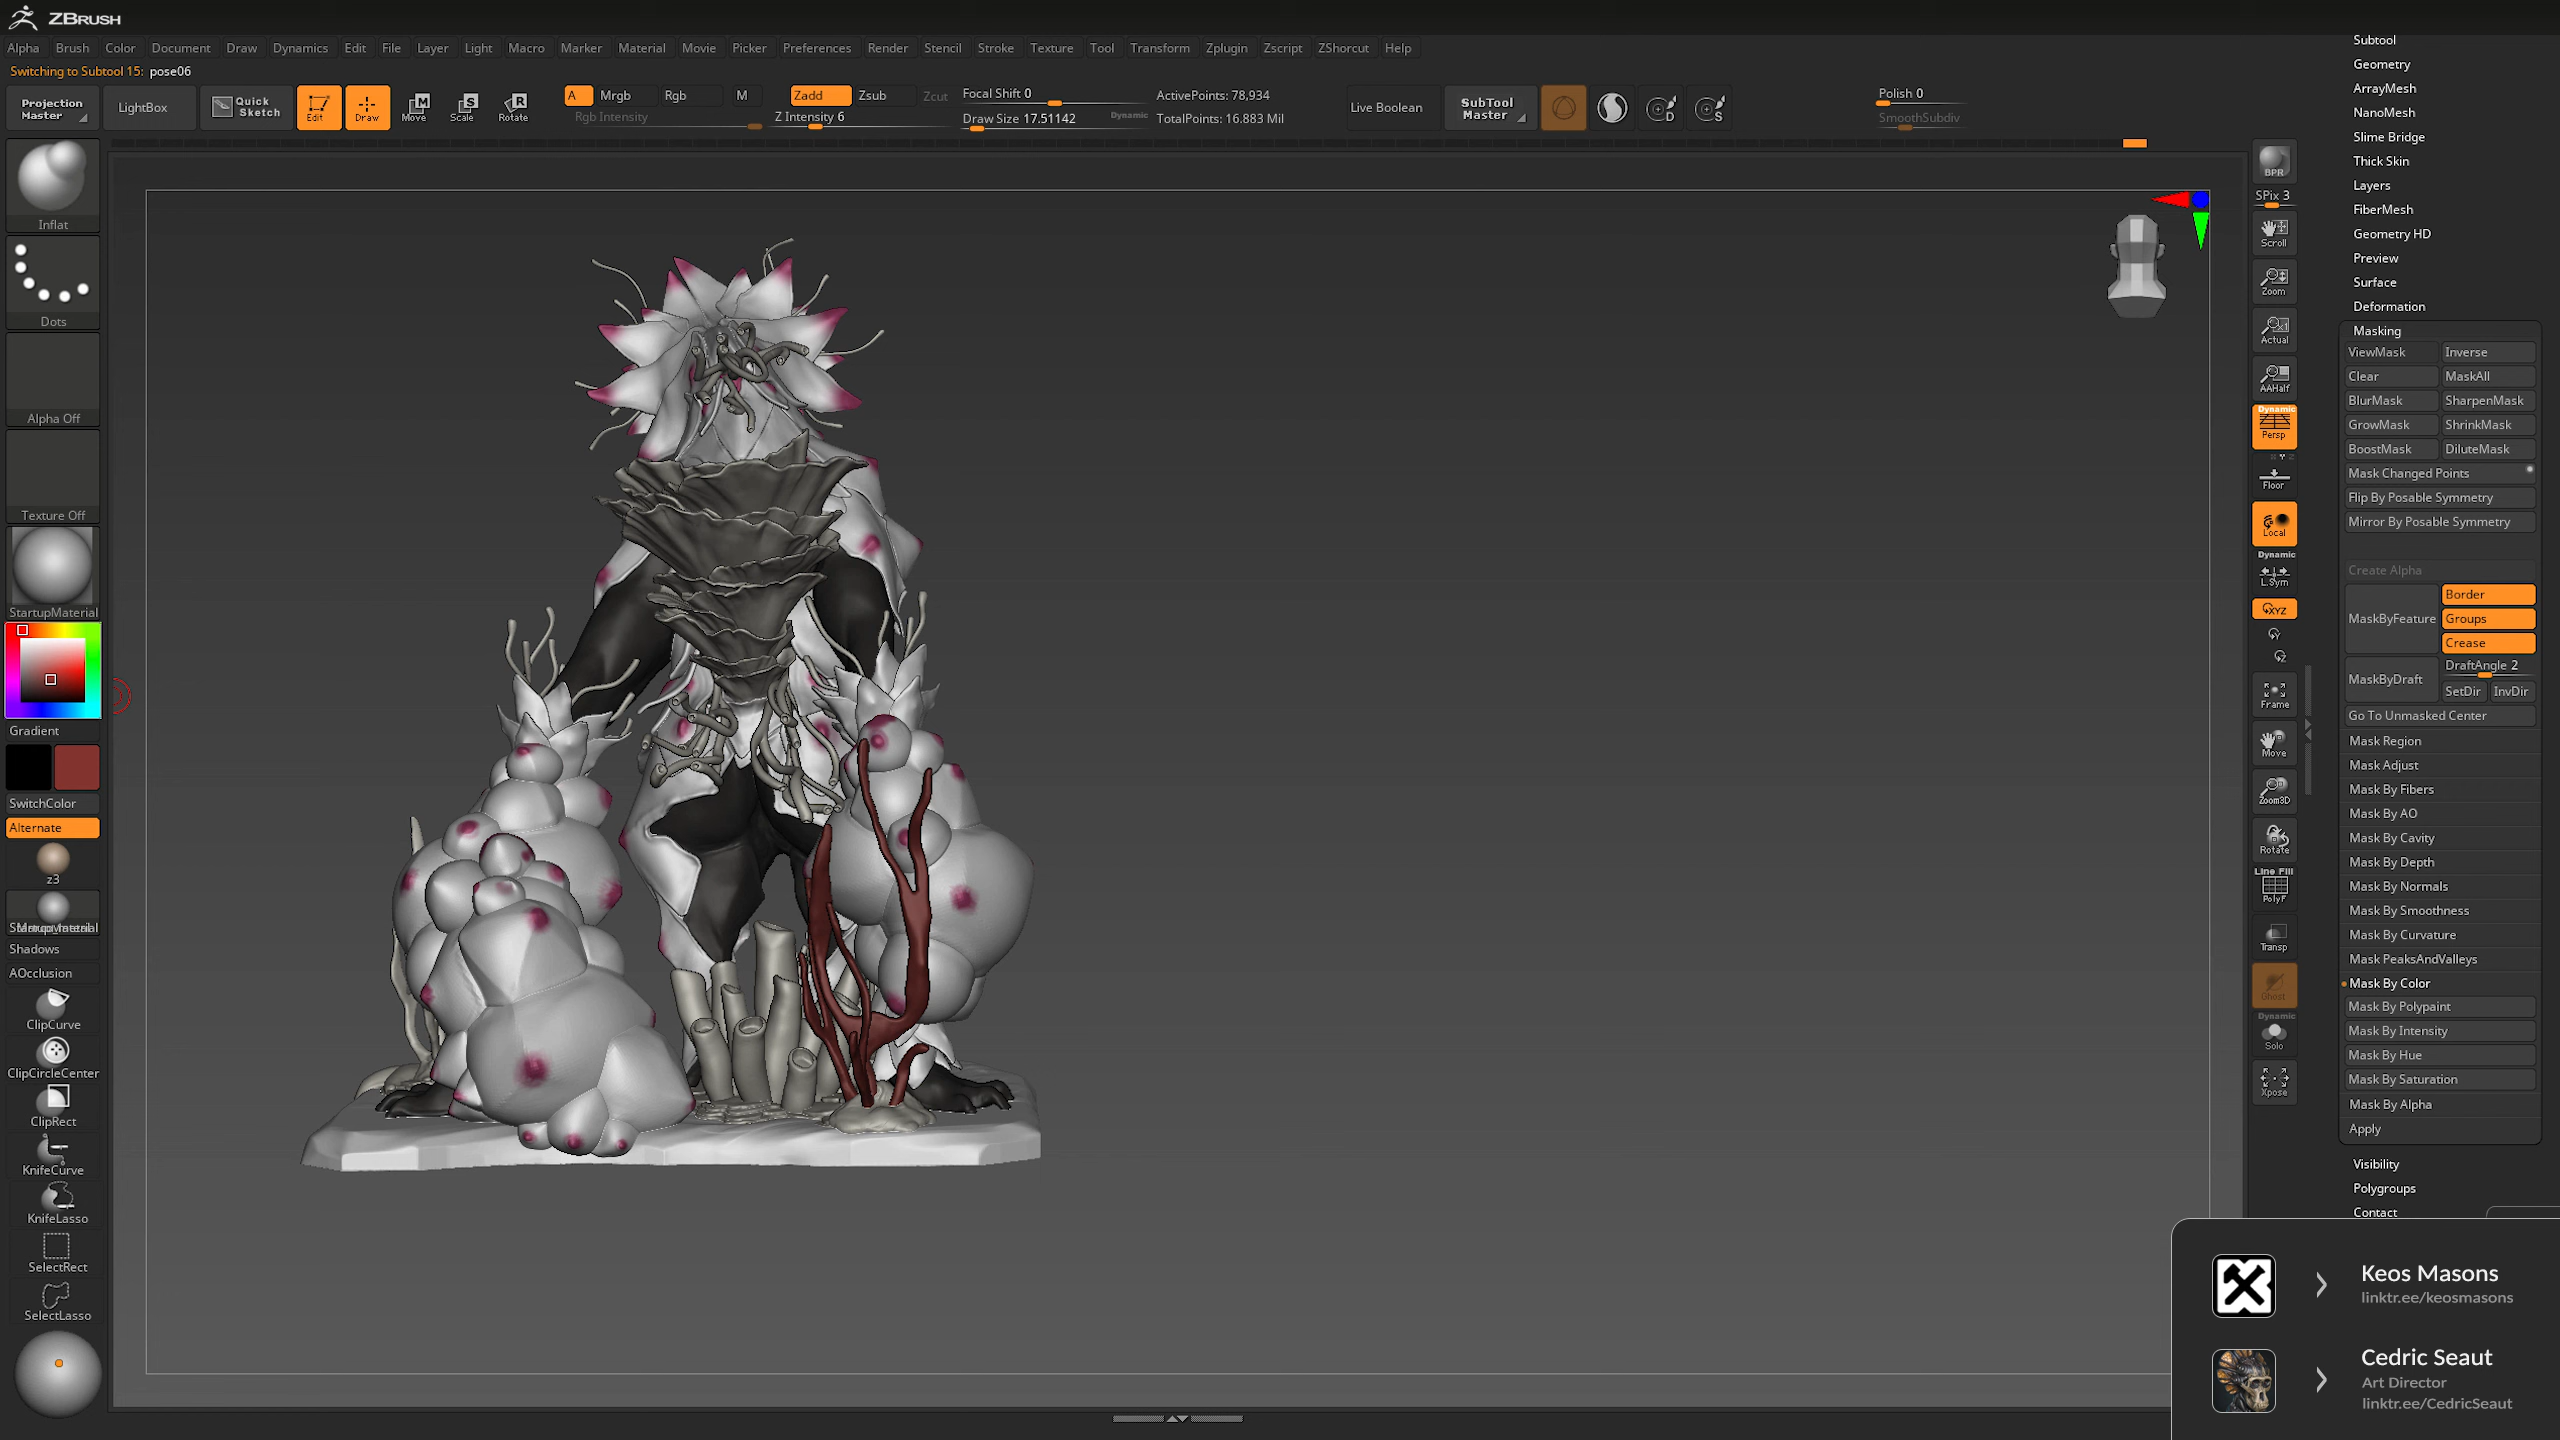 ZBRUSH
Alpha Brush Color Document Draw Dynamics Edit File Layer Light Macro Marker Material Movie Picker Preferences Render Stencil Stroke Texture Tool Transform Zplugin Zscript ZShorcut Help
Switching to Subtool 15: pose06
Projection Master
LightBox
Quick Sketch
Edit
Draw
Move
Scale
Rotate
A Mrgb Rgb M
Rgb Intensity
Zadd Zsub Zcut
Z Intensity 6
Focal Shift 0
Draw Size 17.51142 Dynamic
ActivePoints: 78,934
TotalPoints: 16.883 Mil
Live Boolean
SubTool Master
D
S
Polish 0
SmoothSubdiv
Inflat
Dots
Alpha Off
Texture Off
StartupMaterial
Gradient
SwitchColor
Alternate
z3
Shadows
AOcclusion
ClipCurve
ClipCircleCenter
ClipRect
KnifeCurve
KnifeLasso
SelectRect
SelectLasso
BPR
SPix 3
Scroll
Zoom
Actual
AAHalf
Dynamic
Persp
Floor
Local
Dynamic
L.Sym
XYZ
Y
Z
Frame
Move
Zoom3D
Rotate
Line Fill
PolyF
Transp
Ghost
Dynamic
Solo
Xpose
Subtool
Geometry
ArrayMesh
NanoMesh
Slime Bridge
Thick Skin
Layers
FiberMesh
Geometry HD
Preview
Surface
Deformation
Masking
ViewMask Inverse
Clear MaskAll
BlurMask SharpenMask
GrowMask ShrinkMask
BoostMask DiluteMask
Mask Changed Points
Flip By Posable Symmetry
Mirror By Posable Symmetry
Create Alpha
MaskByFeature
Border
Groups
Crease
MaskByDraft
DraftAngle 2
SetDir InvDir
Go To Unmasked Center
Mask Region
Mask Adjust
Mask By Fibers
Mask By AO
Mask By Cavity
Mask By Depth
Mask By Normals
Mask By Smoothness
Mask By Curvature
Mask PeaksAndValleys
Mask By Color
Mask By Polypaint
Mask By Intensity
Mask By Hue
Mask By Saturation
Mask By Alpha
Apply
Visibility
Polygroups
Contact
Keos Masons
linktr.ee/keosmasons
Cedric Seaut
Art Director
linktr.ee/CedricSeaut